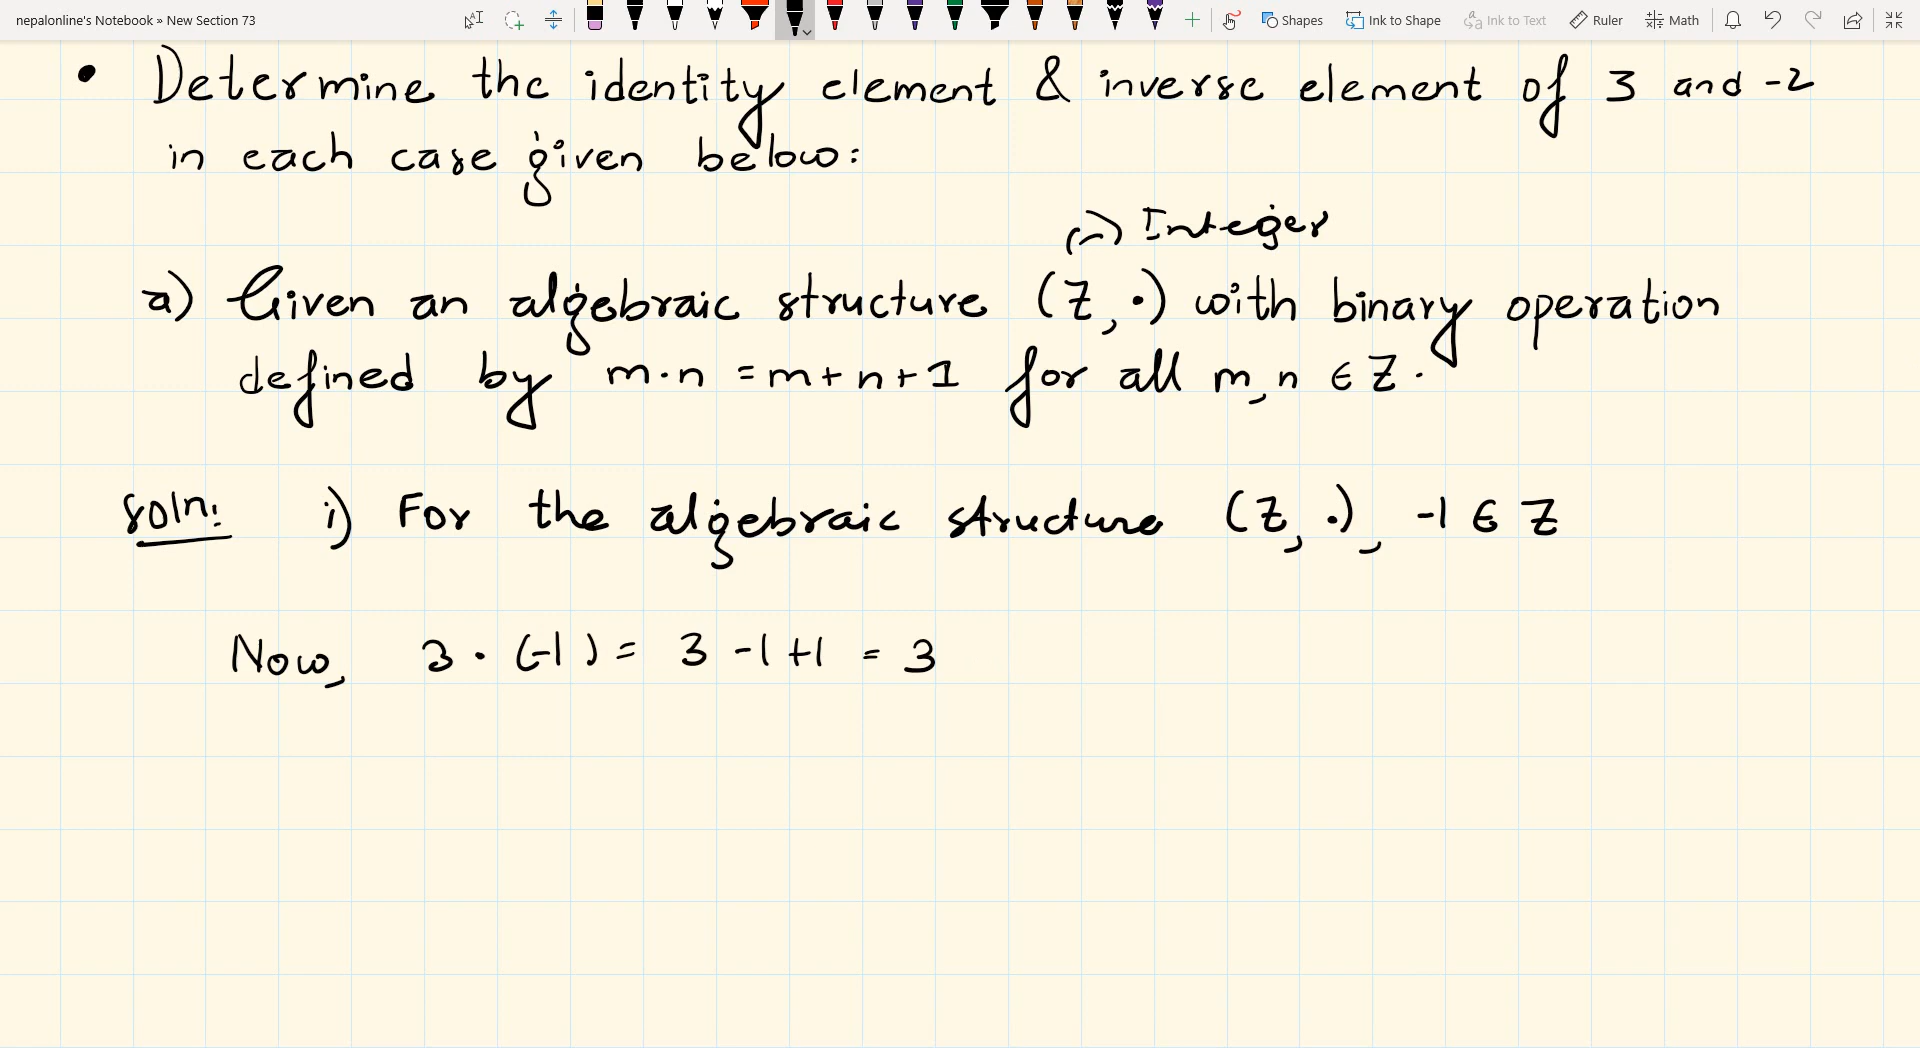 nepalonline's Notebook » New Section 73
Shapes Ink to Shape Ink to Text Ruler Math
• Determine the identity element & inverse element of 3 and -2
in each case given below:
Integer
a) Given an algebraic structure (Z, •) with binary operation
defined by m·n = m+n+1 for all m, n ∈ Z.
soln: i) For the algebraic structure (Z, •), -1 ∈ Z
Now, 3 · (-1) = 3 -1 +1 = 3